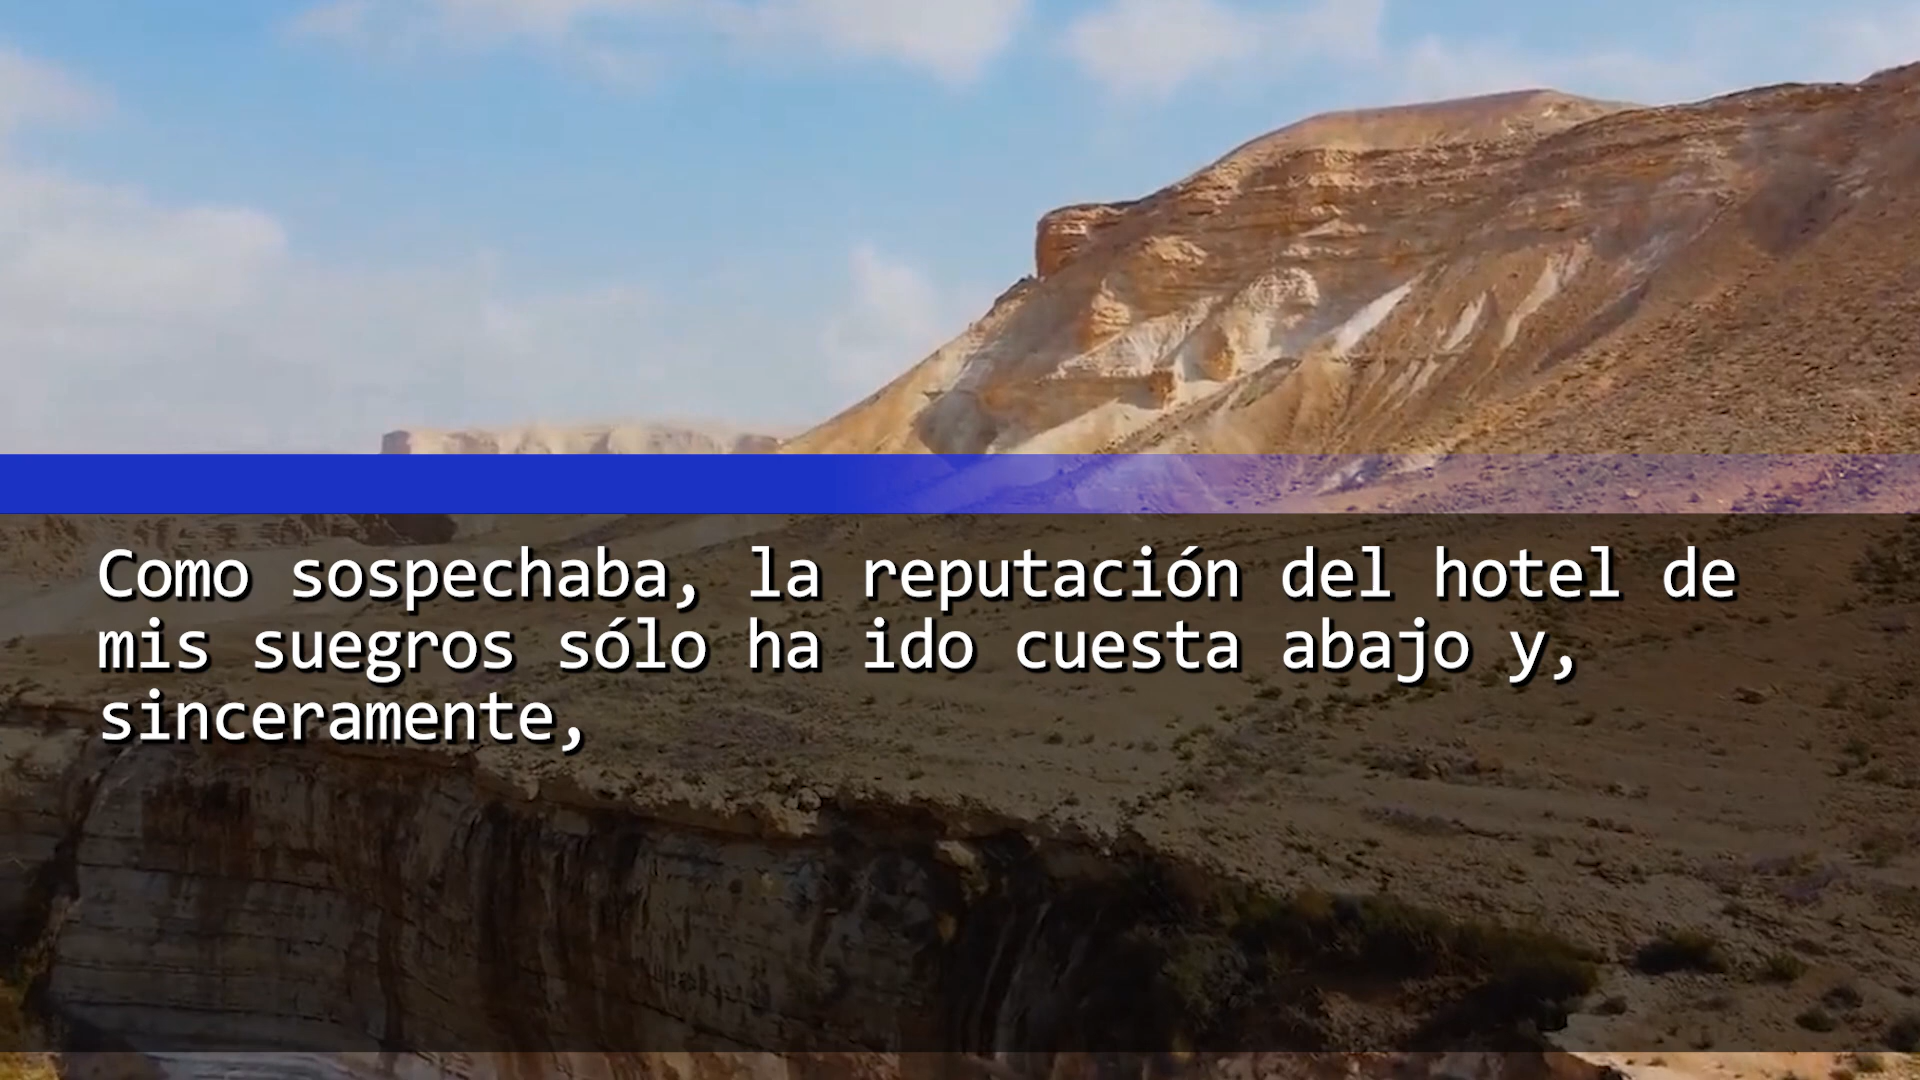 Como sospechaba, la reputación del hotel de
mis suegros sólo ha ido cuesta abajo y,
sinceramente,